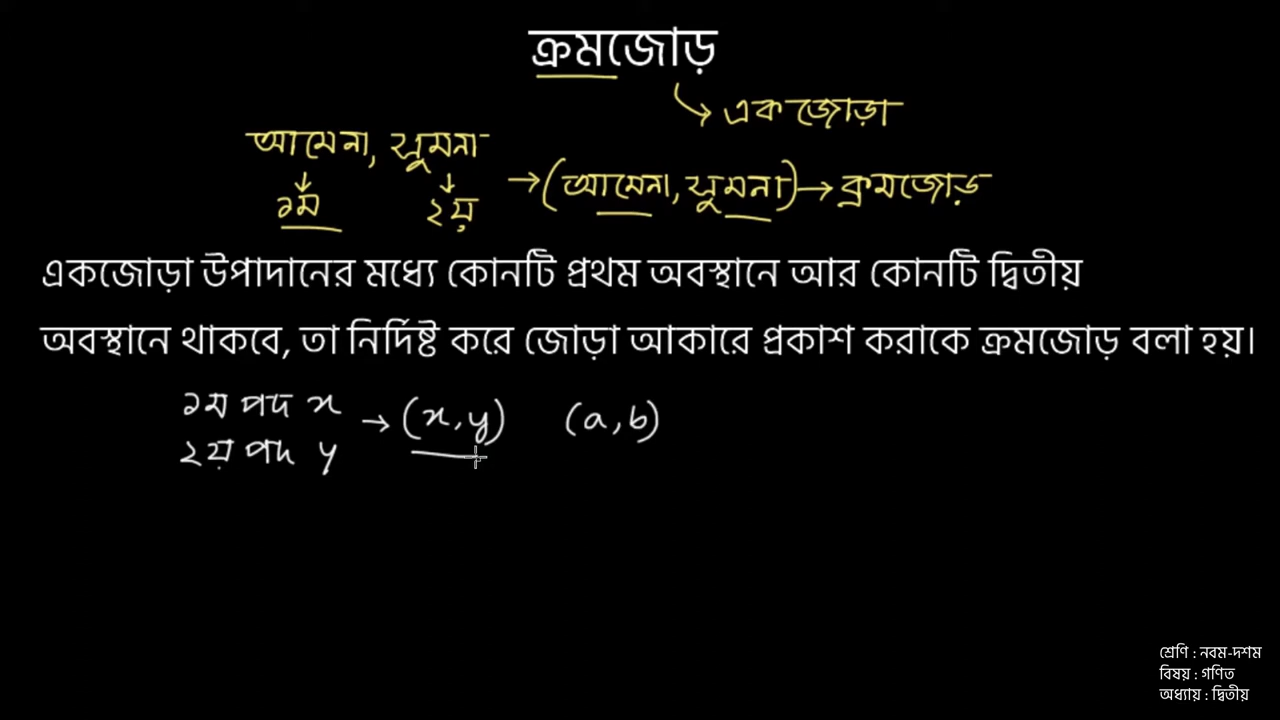 ক্রমজোড়
একজোড়া
আমেনা, সুমনা
→ (আমেনা, সুমনা) → ক্রমজোড়
১ম ২য়
একজোড়া উপাদানের মধ্যে কোনটি প্রথম অবস্থানে আর কোনটি দ্বিতীয়
অবস্থানে থাকবে, তা নির্দিষ্ট করে জোড়া আকারে প্রকাশ করাকে ক্রমজোড় বলা হয়।
১ম পদ x
২য় পদ y
→ (x, y) (a, b)
শ্রেণি : নবম-দশম
বিষয় : গণিত
অধ্যায় : দ্বিতীয়